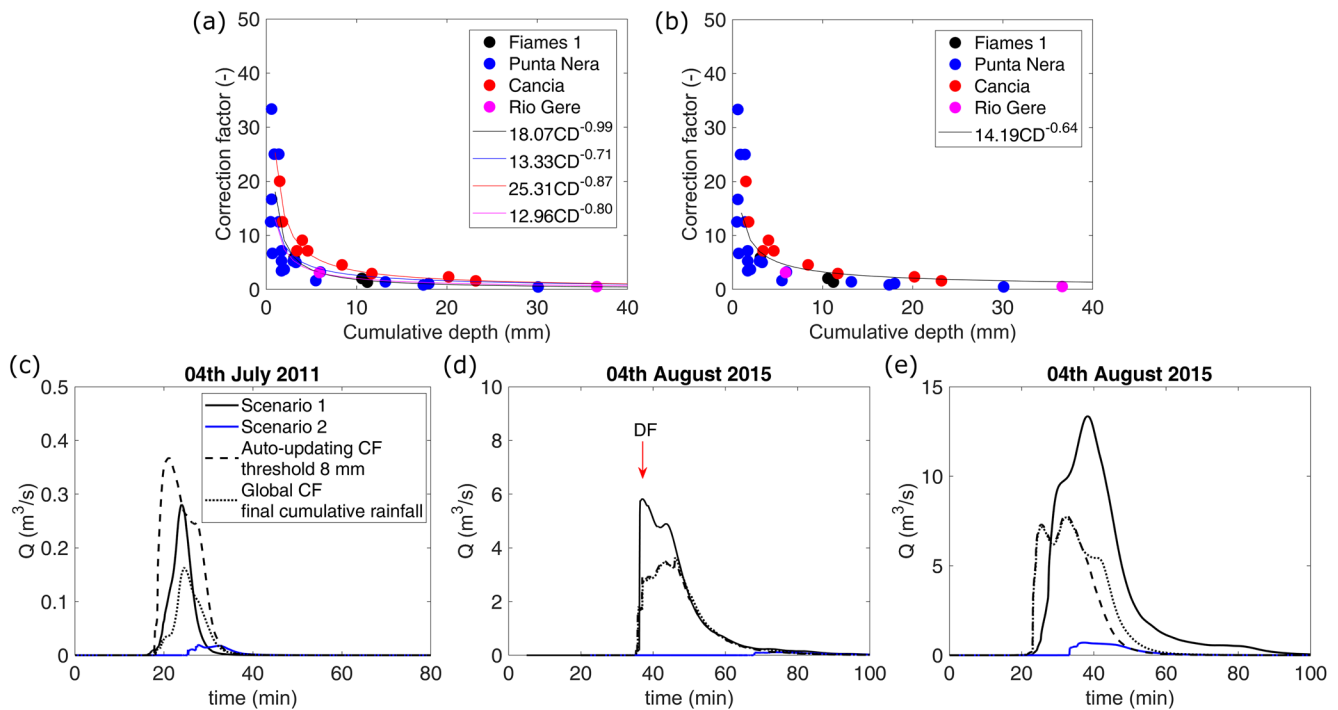 (a)
50
40
30
20
10
0
Correction factor (-)
0 10 20 30 40
Cumulative depth (mm)
Fiames 1
Punta Nera
Cancia
Rio Gere
18.07CD^-0.99
13.33CD^-0.71
25.31CD^-0.87
12.96CD^-0.80
(b)
50
40
30
20
10
0
Correction factor (-)
0 10 20 30 40
Cumulative depth (mm)
Fiames 1
Punta Nera
Cancia
Rio Gere
14.19CD^-0.64
(c)
04th July 2011
0.5
0.4
0.3
0.2
0.1
0
Q (m³/s)
0 20 40 60 80
time (min)
Scenario 1
Scenario 2
Auto-updating CF
threshold 8 mm
Global CF
final cumulative rainfall
(d)
04th August 2015
10
8
6
4
2
0
Q (m³/s)
DF
0 20 40 60 80 100
time (min)
(e)
04th August 2015
15
10
5
0
Q (m³/s)
0 20 40 60 80 100
time (min)